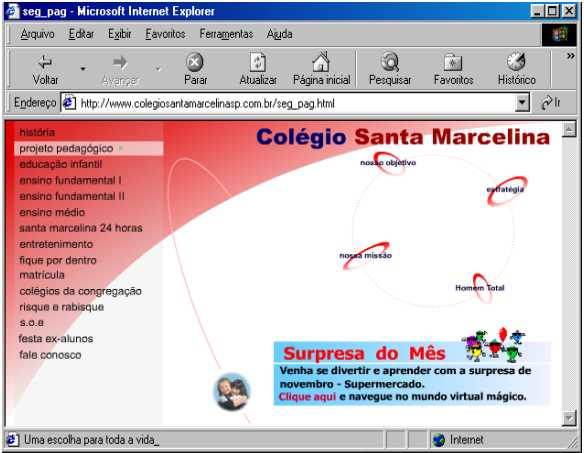 seg_pag - Microsoft Internet Explorer
Arquivo Editar Exibir Favoritos Ferramentas Ajuda
Voltar Avançar Parar Atualizar Página inicial Pesquisar Favoritos Histórico »
Endereço http://www.colegiosantamarcelinasp.com.br/seg_pag.html Ir
Colégio Santa Marcelina
história
projeto pedagógico
educação infantil
ensino fundamental I
ensino fundamental II
ensino médio
santa marcelina 24 horas
entretenimento
fique por dentro
matrícula
colégios da congregação
risque e rabisque
s.o.e
festa ex-alunos
fale conosco
nosso objetivo
estratégia
nossa missão
Homem Total
Surpresa do Mês
Venha se divertir e aprender com a surpresa de
novembro - Supermercado.
Clique aqui e navegue no mundo virtual mágico.
Uma escolha para toda a vida_
Internet